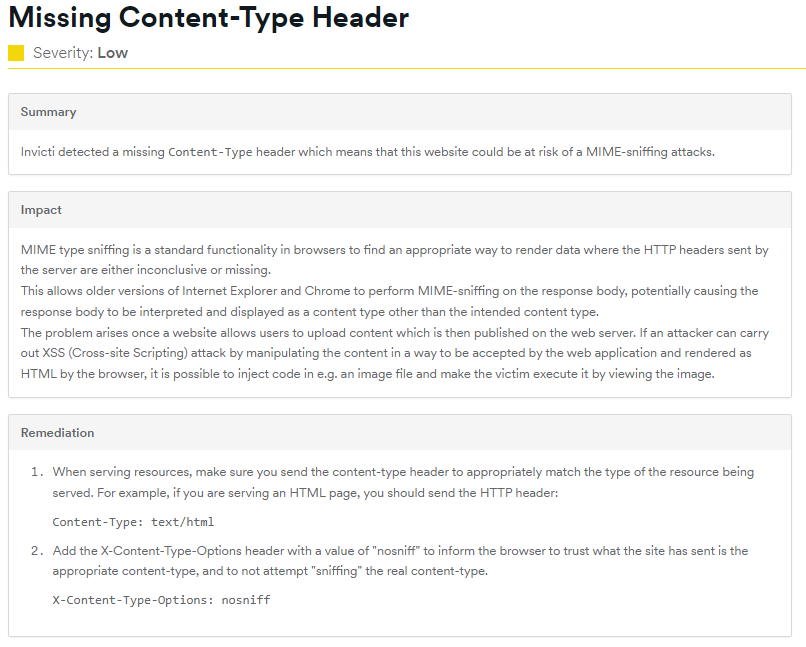 Missing Content-Type Header
Severity: Low
Summary
Invicti detected a missing Content-Type header which means that this website could be at risk of a MIME-sniffing attacks.
Impact
MIME type sniffing is a standard functionality in browsers to find an appropriate way to render data where the HTTP headers sent by
the server are either inconclusive or missing.
This allows older versions of Internet Explorer and Chrome to perform MIME-sniffing on the response body, potentially causing the
response body to be interpreted and displayed as a content type other than the intended content type.
The problem arises once a website allows users to upload content which is then published on the web server. If an attacker can carry
out XSS (Cross-site Scripting) attack by manipulating the content in a way to be accepted by the web application and rendered as
HTML by the browser, it is possible to inject code in e.g. an image file and make the victim execute it by viewing the image.
Remediation
1. When serving resources, make sure you send the content-type header to appropriately match the type of the resource being
served. For example, if you are serving an HTML page, you should send the HTTP header:
Content-Type: text/html
2. Add the X-Content-Type-Options header with a value of "nosniff" to inform the browser to trust what the site has sent is the
appropriate content-type, and to not attempt "sniffing" the real content-type.
X-Content-Type-Options: nosniff